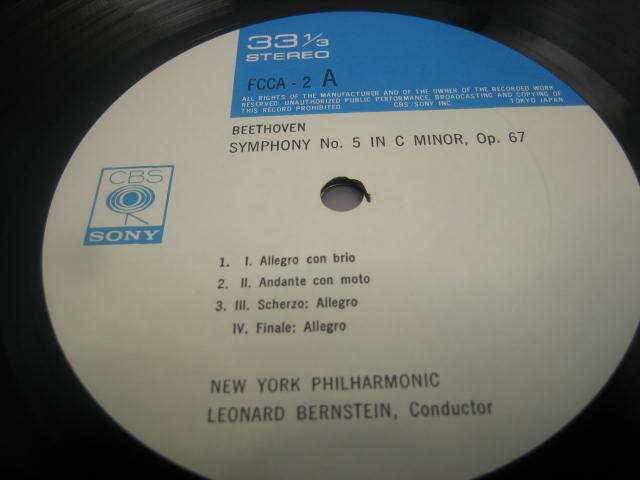 33 1/3
STEREO
FCCA - 2 A
ALL RIGHTS OF THE MANUFACTURER AND OF THE OWNER OF THE RECORDED WORK
RESERVED. UNAUTHORIZED PUBLIC PERFORMANCE, BROADCASTING AND COPYING OF
THIS RECORD PROHIBITED. CBS/SONY INC. TOKYO JAPAN.
BEETHOVEN
SYMPHONY No. 5 IN C MINOR, Op. 67
CBS
SONY
1. I. Allegro con brio
2. II. Andante con moto
3. III. Scherzo: Allegro
IV. Finale: Allegro
NEW YORK PHILHARMONIC
LEONARD BERNSTEIN, Conductor